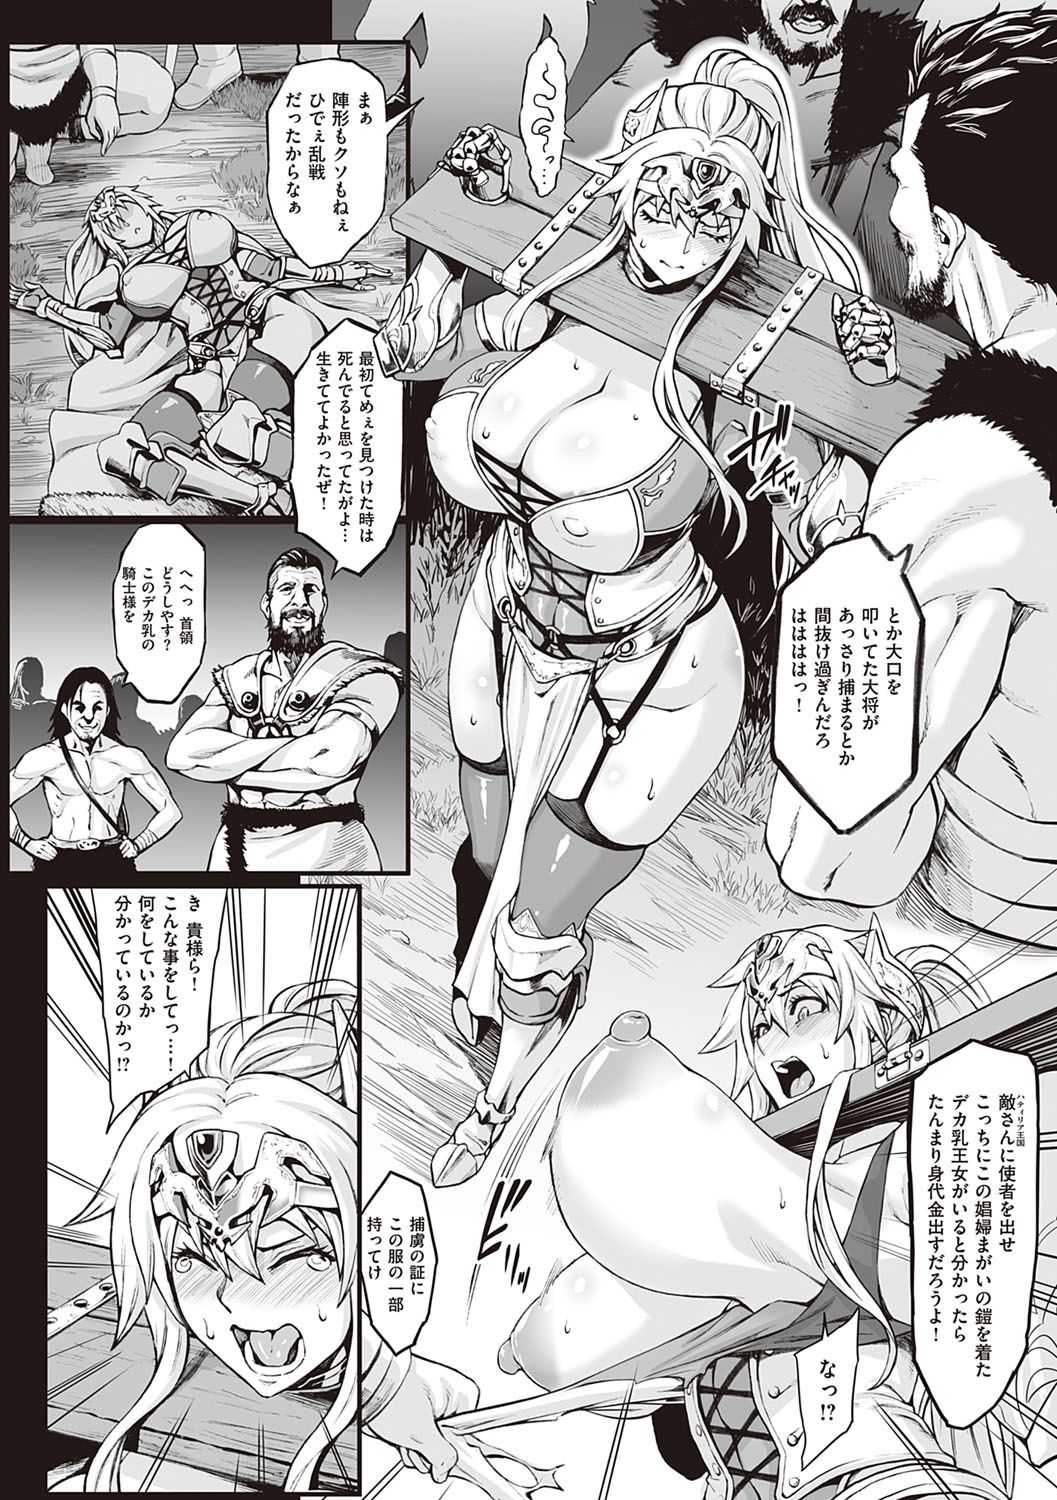 ～～～…
ガチャッ
とか大口を
叩いてた大将が
あっさり捕まるとか
間抜け過ぎんだろ
はははははっ！
まぁ
陣形もクソもねぇ
ひでぇ乱戦
だったからなぁ
最初てめぇを見つけた時は
死んでると思ってたがよ…
生きててよかったぜ！
へへっ 首領
どうしやす？
このデカ乳の
騎士様を
敵さんに使者を出せ
ハティリア王国
こっちにこの娼婦まがいの鎧を着た
デカ乳王女がいると分かったら
たんまり身代金出すだろうよ！
なっ!?
捕虜の証に
この服の一部
持ってけ
き 貴様ら！
こんな事をしてっ……！
何をしているか
分かっているのかっ!?